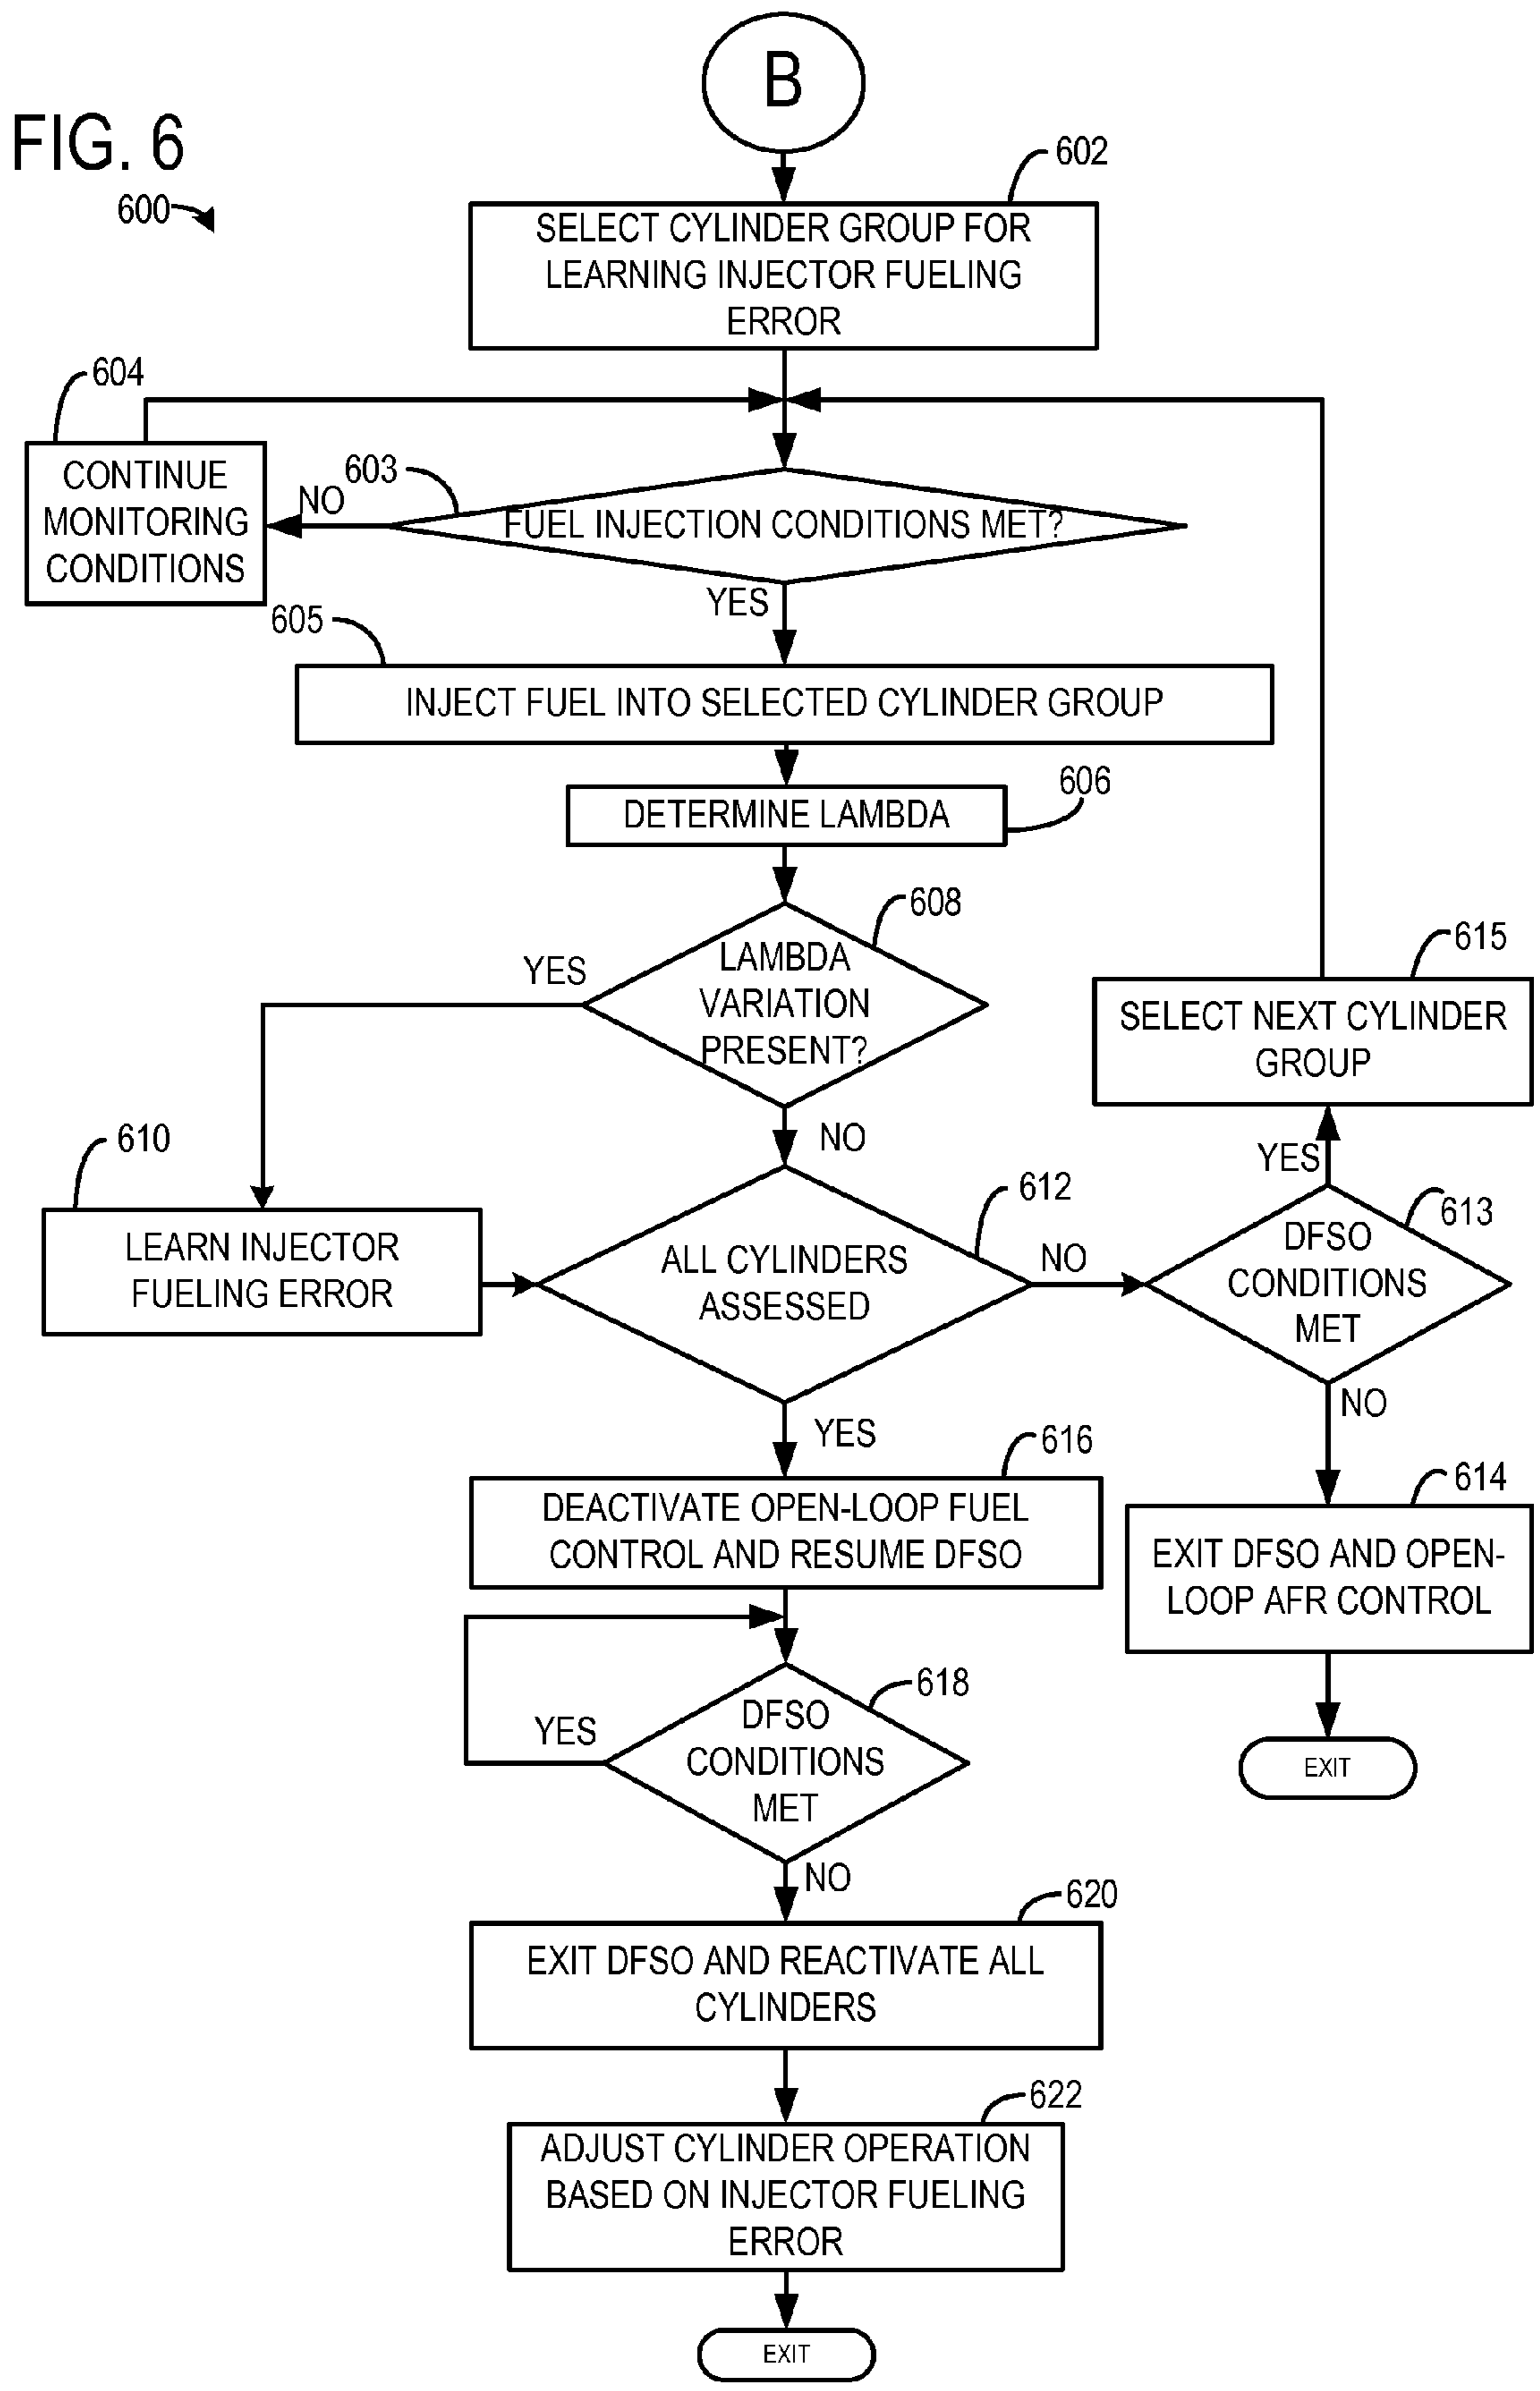 B
FIG. 6
600
602
SELECT CYLINDER GROUP FOR
LEARNING INJECTOR FUELING
ERROR
604
CONTINUE
MONITORING
CONDITIONS
NO
603
FUEL INJECTION CONDITIONS MET?
YES
605
INJECT FUEL INTO SELECTED CYLINDER GROUP
606
DETERMINE LAMBDA
608
LAMBDA
VARIATION
PRESENT?
YES
NO
615
SELECT NEXT CYLINDER
GROUP
YES
610
LEARN INJECTOR
FUELING ERROR
612
ALL CYLINDERS
ASSESSED
NO
613
DFSO
CONDITIONS
MET
NO
YES
616
DEACTIVATE OPEN-LOOP FUEL
CONTROL AND RESUME DFSO
614
EXIT DFSO AND OPEN-
LOOP AFR CONTROL
EXIT
618
DFSO
CONDITIONS
MET
YES
NO
620
EXIT DFSO AND REACTIVATE ALL
CYLINDERS
622
ADJUST CYLINDER OPERATION
BASED ON INJECTOR FUELING
ERROR
EXIT